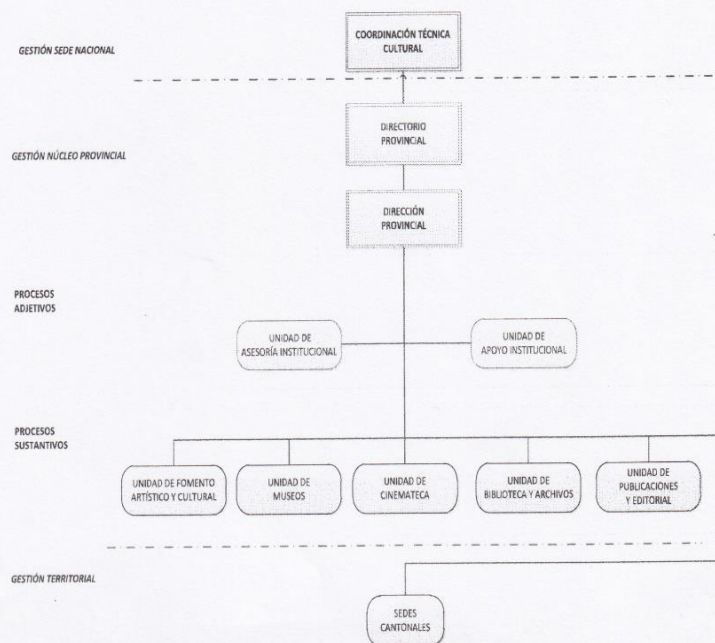 COORDINACIÓN TÉCNICA
CULTURAL
GESTIÓN SEDE NACIONAL
DIRECTORIO
PROVINCIAL
GESTIÓN NÚCLEO PROVINCIAL
DIRECCIÓN
PROVINCIAL
PROCESOS
ADJETIVOS
UNIDAD DE
ASESORÍA INSTITUCIONAL
UNIDAD DE
APOYO INSTITUCIONAL
PROCESOS
SUSTANTIVOS
UNIDAD DE FOMENTO
ARTÍSTICO Y CULTURAL
UNIDAD DE
MUSEOS
UNIDAD DE
CINEMATECA
UNIDAD DE
BIBLIOTECA Y ARCHIVOS
UNIDAD DE
PUBLICACIONES
Y EDITORIAL
GESTIÓN TERRITORIAL
SEDES
CANTONALES